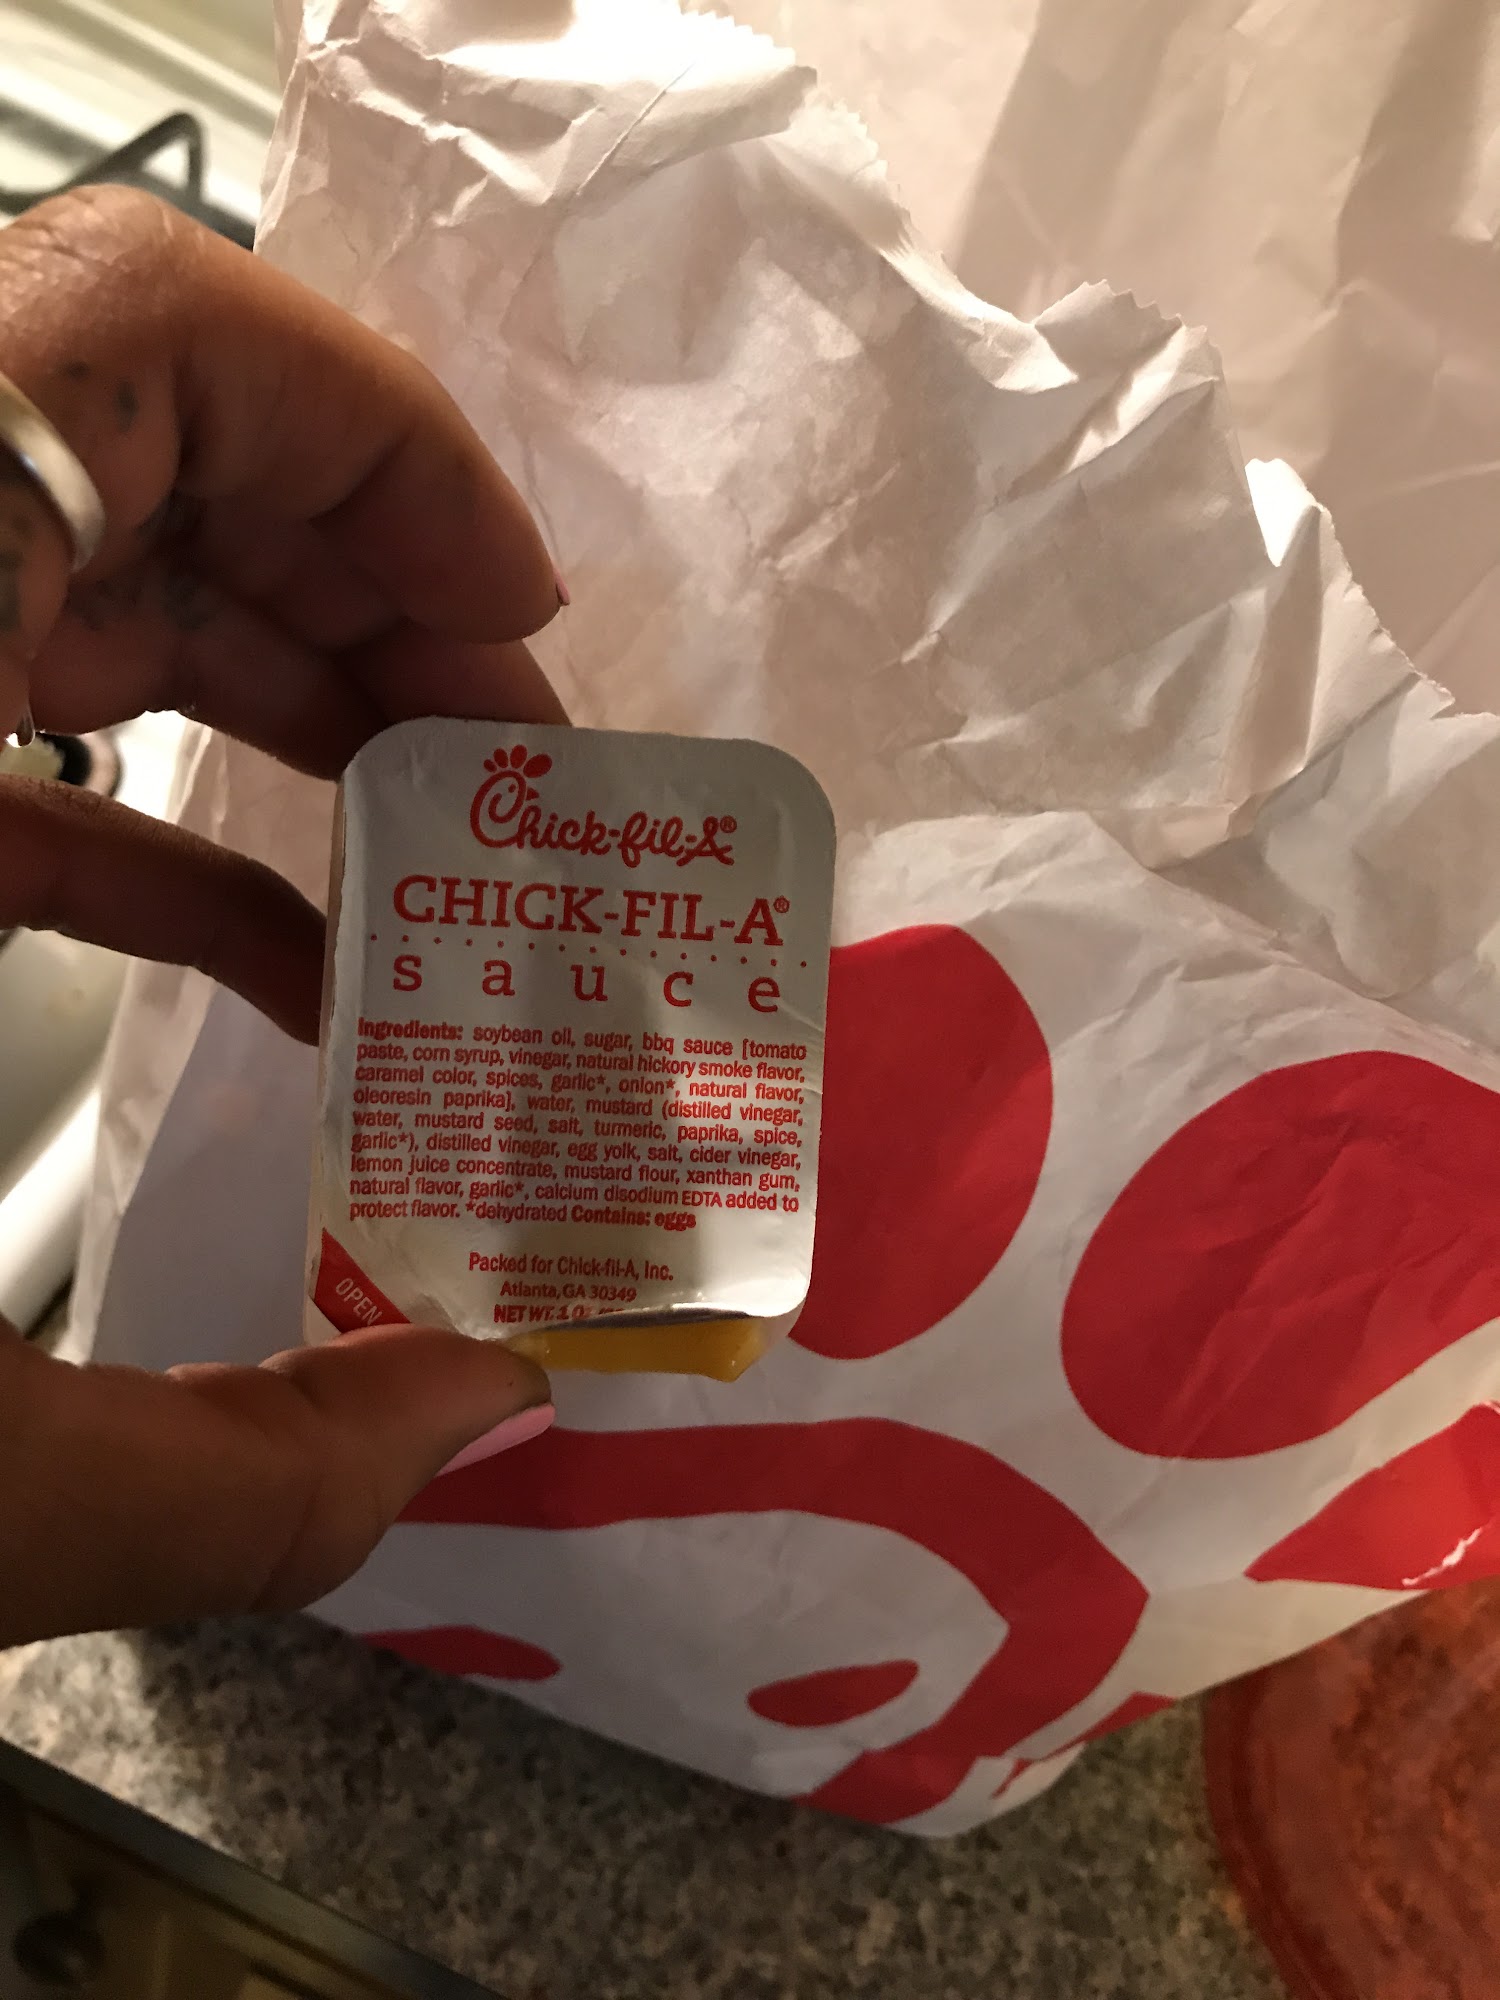 Chick-fil-A®
CHICK-FIL-A®
sauce
Ingredients: soybean oil, sugar, bbq sauce [tomato
paste, corn syrup, vinegar, natural hickory smoke flavor,
caramel color, spices, garlic*, onion*, natural flavor,
oleoresin paprika], water, mustard (distilled vinegar,
water, mustard seed, salt, turmeric, paprika, spice,
garlic*), distilled vinegar, egg yolk, salt, cider vinegar,
lemon juice concentrate, mustard flour, xanthan gum,
natural flavor, garlic*, calcium disodium EDTA added to
protect flavor. *dehydrated Contains: eggs
Packed for Chick-fil-A, Inc.
Atlanta, GA 30349
NET WT. 1 Oz
OPEN